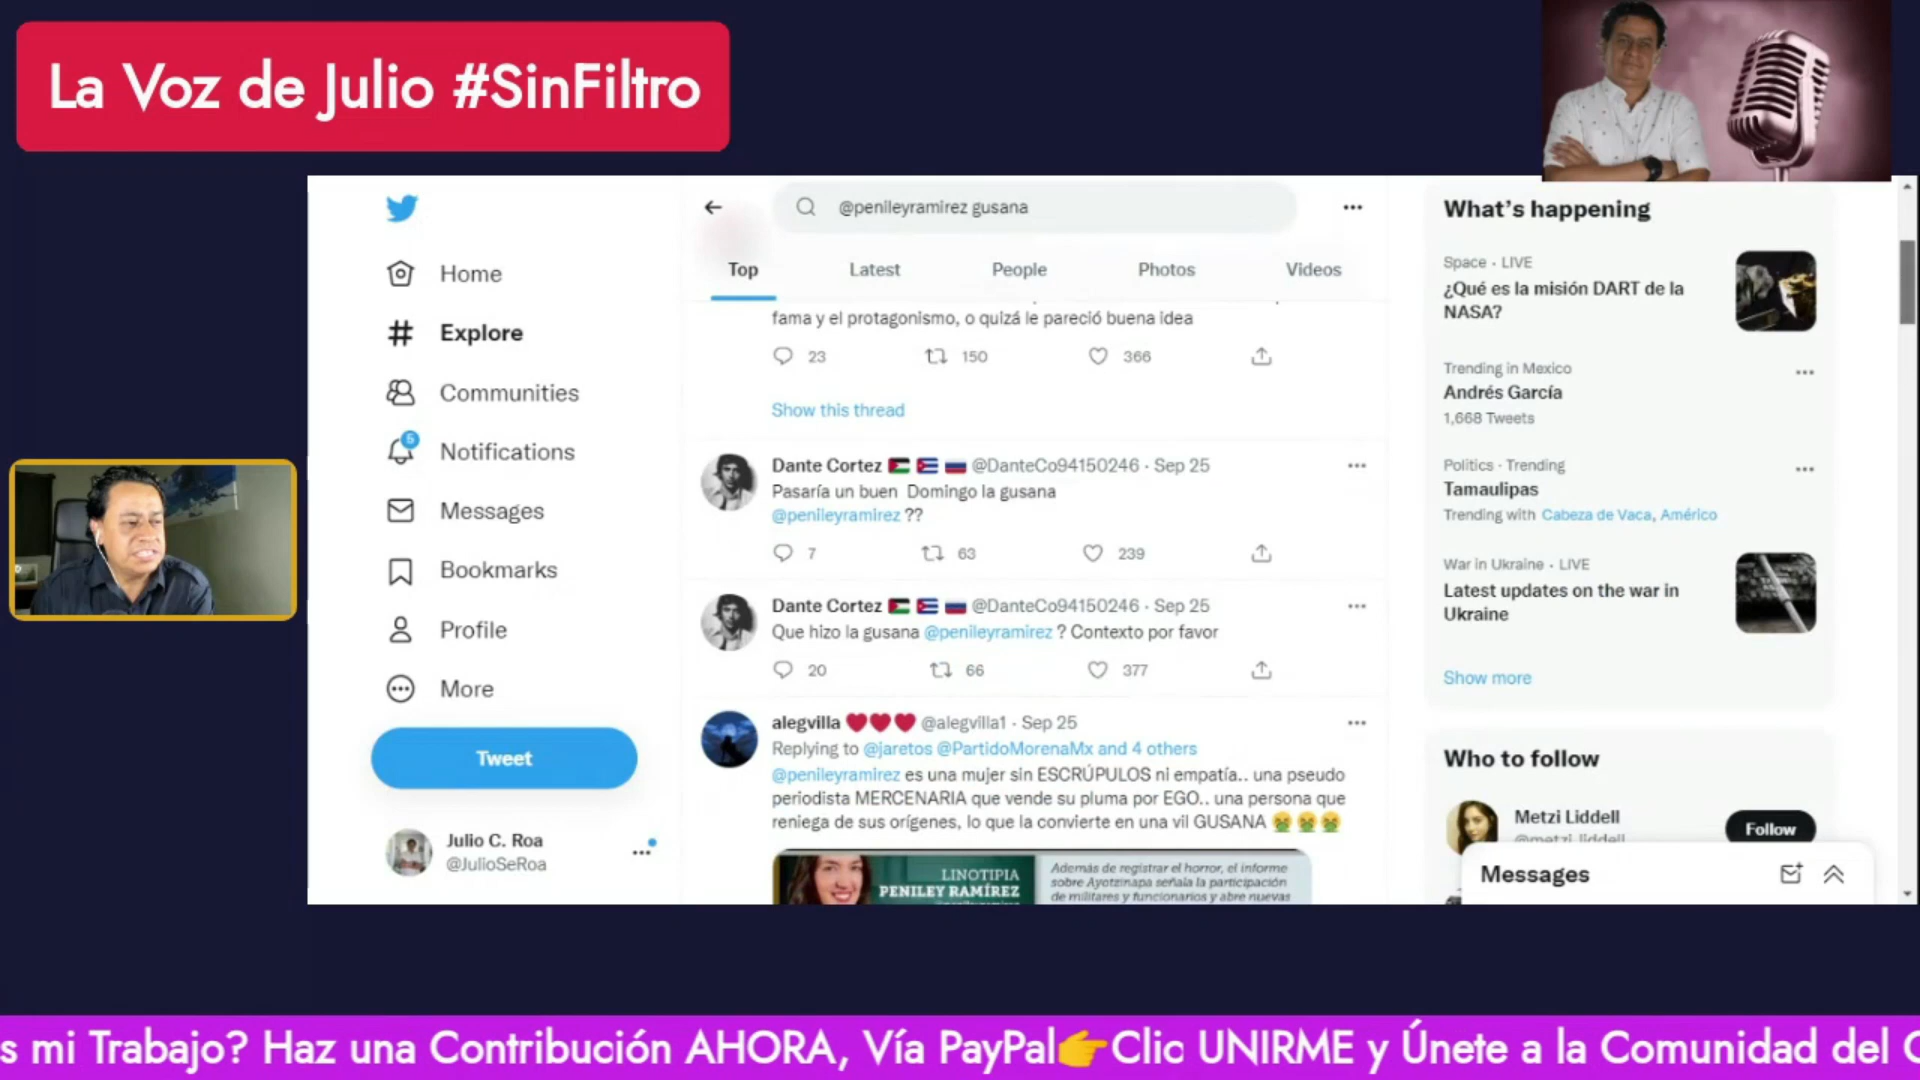 La Voz de Julio #SinFiltro
Home
Explore
Communities
5
Notifications
Messages
Bookmarks
Profile
More
Tweet
Julio C. Roa
@JulioSeRoa
@penileyramirez gusana
Top
Latest
People
Photos
Videos
fama y el protagonismo, o quizá le pareció buena idea
23
150
366
Show this thread
Dante Cortez 🇵🇸 🇨🇺 🇷🇺 @DanteCo94150246 · Sep 25
Pasaría un buen Domingo la gusana
@penileyramirez ??
7
63
239
Dante Cortez 🇵🇸 🇨🇺 🇷🇺 @DanteCo94150246 · Sep 25
Que hizo la gusana @penileyramirez ? Contexto por favor
20
66
377
alegvilla ❤️❤️❤️ @alegvilla1 · Sep 25
Replying to @jaretos @PartidoMorenaMx and 4 others
@penileyramirez es una mujer sin ESCRÚPULOS ni empatía.. una pseudo
periodista MERCENARIA que vende su pluma por EGO.. una persona que
reniega de sus orígenes, lo que la convierte en una vil GUSANA 🤮🤮🤮
LINOTIPIA
PENILEY RAMÍREZ
Además de registrar el horror, el informe
sobre Ayotzinapa señala la participación
de militares y funcionarios y abre nuevas
What's happening
Space · LIVE
¿Qué es la misión DART de la
NASA?
Trending in Mexico
Andrés García
1,668 Tweets
Politics · Trending
Tamaulipas
Trending with Cabeza de Vaca, Américo
War in Ukraine · LIVE
Latest updates on the war in
Ukraine
Show more
Who to follow
Metzi Liddell
@metzi_liddell
Follow
Messages
s mi Trabajo? Haz una Contribución AHORA, Vía PayPal👉Clic UNIRME y Únete a la Comunidad del